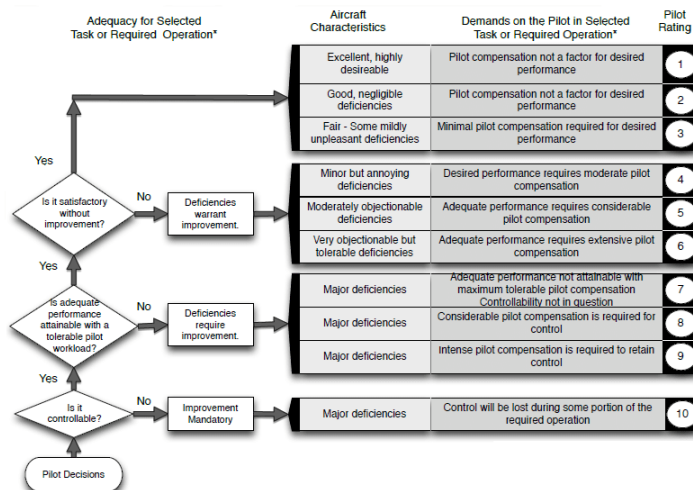 Adequacy for Selected
Task or Required Operation*
Aircraft
Characteristics
Demands on the Pilot in Selected
Task or Required Operation*
Pilot
Rating
Excellent, highly
desireable
Pilot compensation not a factor for desired
performance
1
Good, negligible
deficiencies
Pilot compensation not a factor for desired
performance
2
Fair - Some mildly
unpleasant deficiencies
Minimal pilot compensation required for desired
performance
3
Yes
Is it satisfactory
without
improvement?
No
Deficiencies
warrant
improvement.
Minor but annoying
deficiencies
Desired performance requires moderate pilot
compensation
4
Moderately objectionable
deficiencies
Adequate performance requires considerable
pilot compensation
5
Very objectionable but
tolerable deficiencies
Adequate performance requires extensive pilot
compensation
6
Yes
Is adequate
performance
attainable with a
tolerable pilot
workload?
No
Deficiencies
require
improvement.
Major deficiencies
Adequate performance not attainable with
maximum tolerable pilot compensation
Controllability not in question
7
Major deficiencies
Considerable pilot compensation is required for
control
8
Major deficiencies
Intense pilot compensation is required to retain
control
9
Yes
Is it
controllable?
No
Improvement
Mandatory
Major deficiencies
Control will be lost during some portion of the
required operation
10
Pilot Decisions